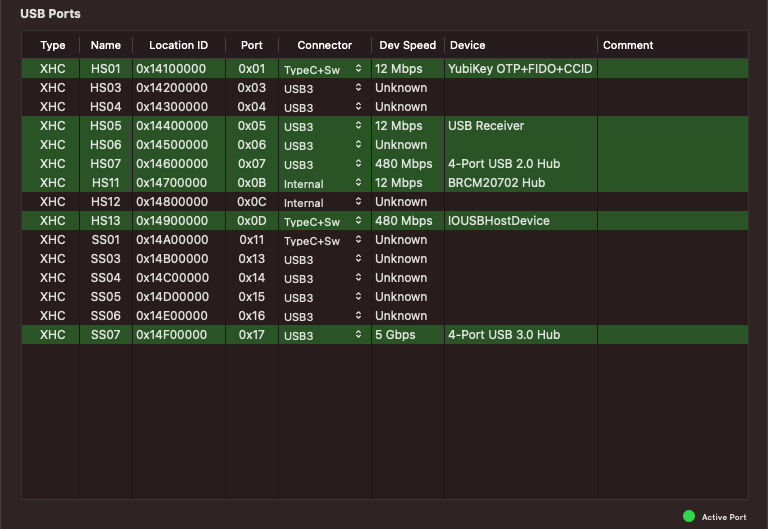 USB Ports
Type Name Location ID Port Connector Dev Speed Device Comment
XHC HS01 0x14100000 0x01 TypeC+Sw 12 Mbps YubiKey OTP+FIDO+CCID
XHC HS03 0x14200000 0x03 USB3 Unknown
XHC HS04 0x14300000 0x04 USB3 Unknown
XHC HS05 0x14400000 0x05 USB3 12 Mbps USB Receiver
XHC HS06 0x14500000 0x06 USB3 Unknown
XHC HS07 0x14600000 0x07 USB3 480 Mbps 4-Port USB 2.0 Hub
XHC HS11 0x14700000 0x0B Internal 12 Mbps BRCM20702 Hub
XHC HS12 0x14800000 0x0C Internal Unknown
XHC HS13 0x14900000 0x0D TypeC+Sw 480 Mbps IOUSBHostDevice
XHC SS01 0x14A00000 0x11 TypeC+Sw Unknown
XHC SS03 0x14B00000 0x13 USB3 Unknown
XHC SS04 0x14C00000 0x14 USB3 Unknown
XHC SS05 0x14D00000 0x15 USB3 Unknown
XHC SS06 0x14E00000 0x16 USB3 Unknown
XHC SS07 0x14F00000 0x17 USB3 5 Gbps 4-Port USB 3.0 Hub
Active Port